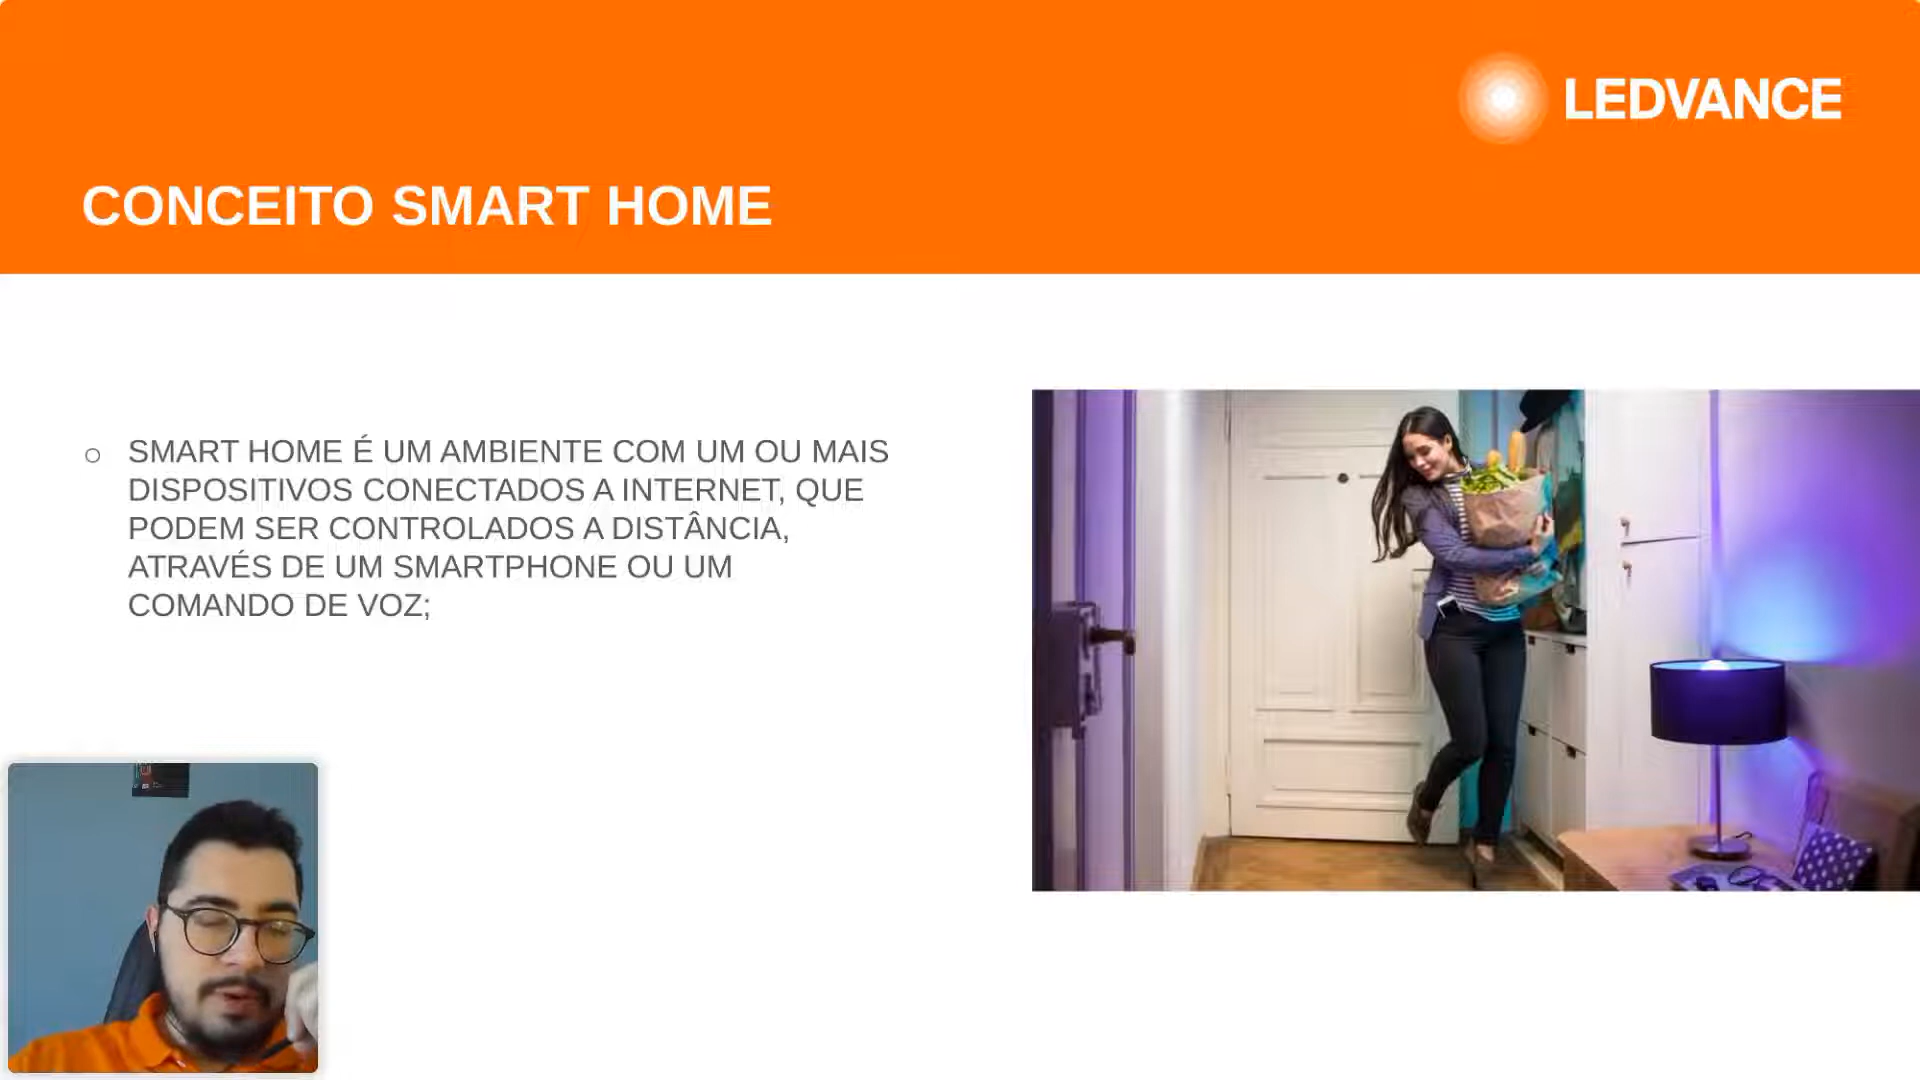 LEDVANCE
CONCEITO SMART HOME
SMART HOME É UM AMBIENTE COM UM OU MAIS
DISPOSITIVOS CONECTADOS A INTERNET, QUE
PODEM SER CONTROLADOS A DISTÂNCIA,
ATRAVÉS DE UM SMARTPHONE OU UM
COMANDO DE VOZ;